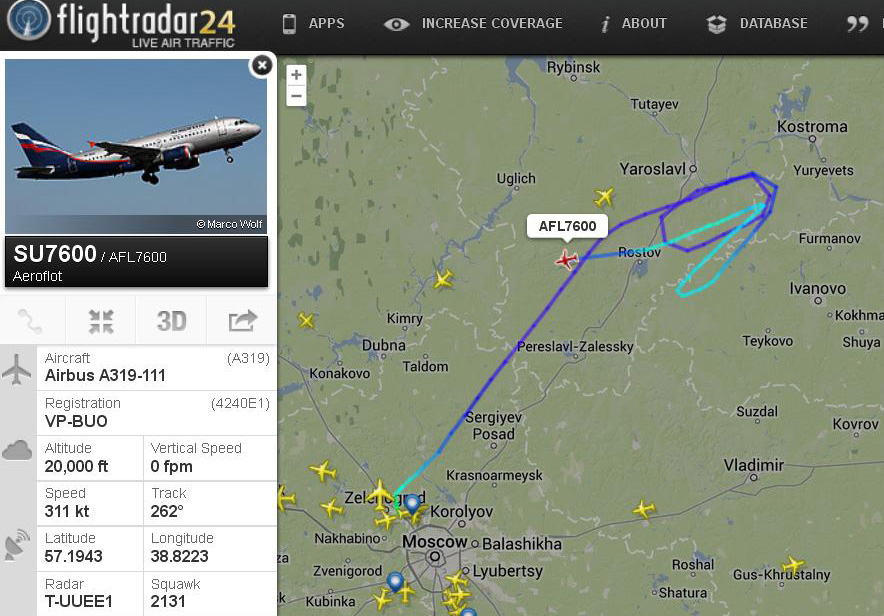 flightradar24
LIVE AIR TRAFFIC
APPS
INCREASE COVERAGE
ABOUT
DATABASE
© Marco Wolf
SU7600 / AFL7600
Aeroflot
3D
Aircraft (A319)
Airbus A319-111
Registration (4240E1)
VP-BUO
Altitude Vertical Speed
20,000 ft 0 fpm
Speed Track
311 kt 262°
Latitude Longitude
57.1943 38.8223
Radar Squawk
T-UUEE1 2131
+
−
Rybinsk
Tutayev
Kostroma
Yaroslavl
Yuryevets
Uglich
AFL7600
Furmanov
Rostov
Ivanovo
Kimry
Kokhma
Dubna
Pereslavl-Zalessky
Teykovo
Shuya
Taldom
Konakovo
Suzdal
Sergiyev
Posad
Kovrov
Vladimir
Krasnoarmeysk
Zelenograd
Korolyov
Nakhabino
Moscow
Balashikha
Zvenigorod
Lyubertsy
Roshal
Gus-Khrustalny
Shatura
Kubinka